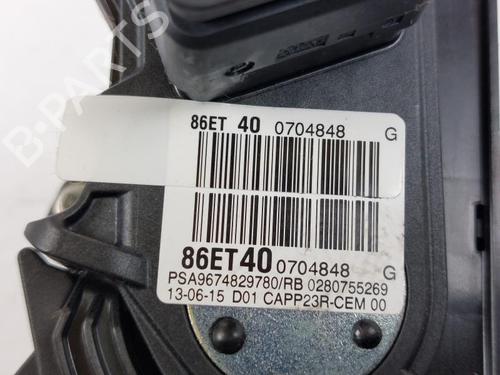 B-PARTS
86ET 40 0704848 G
86ET40 0704848 G
PSA9674829780/RB 0280755269
13-06-15 D01 CAPP23R-CEM 00